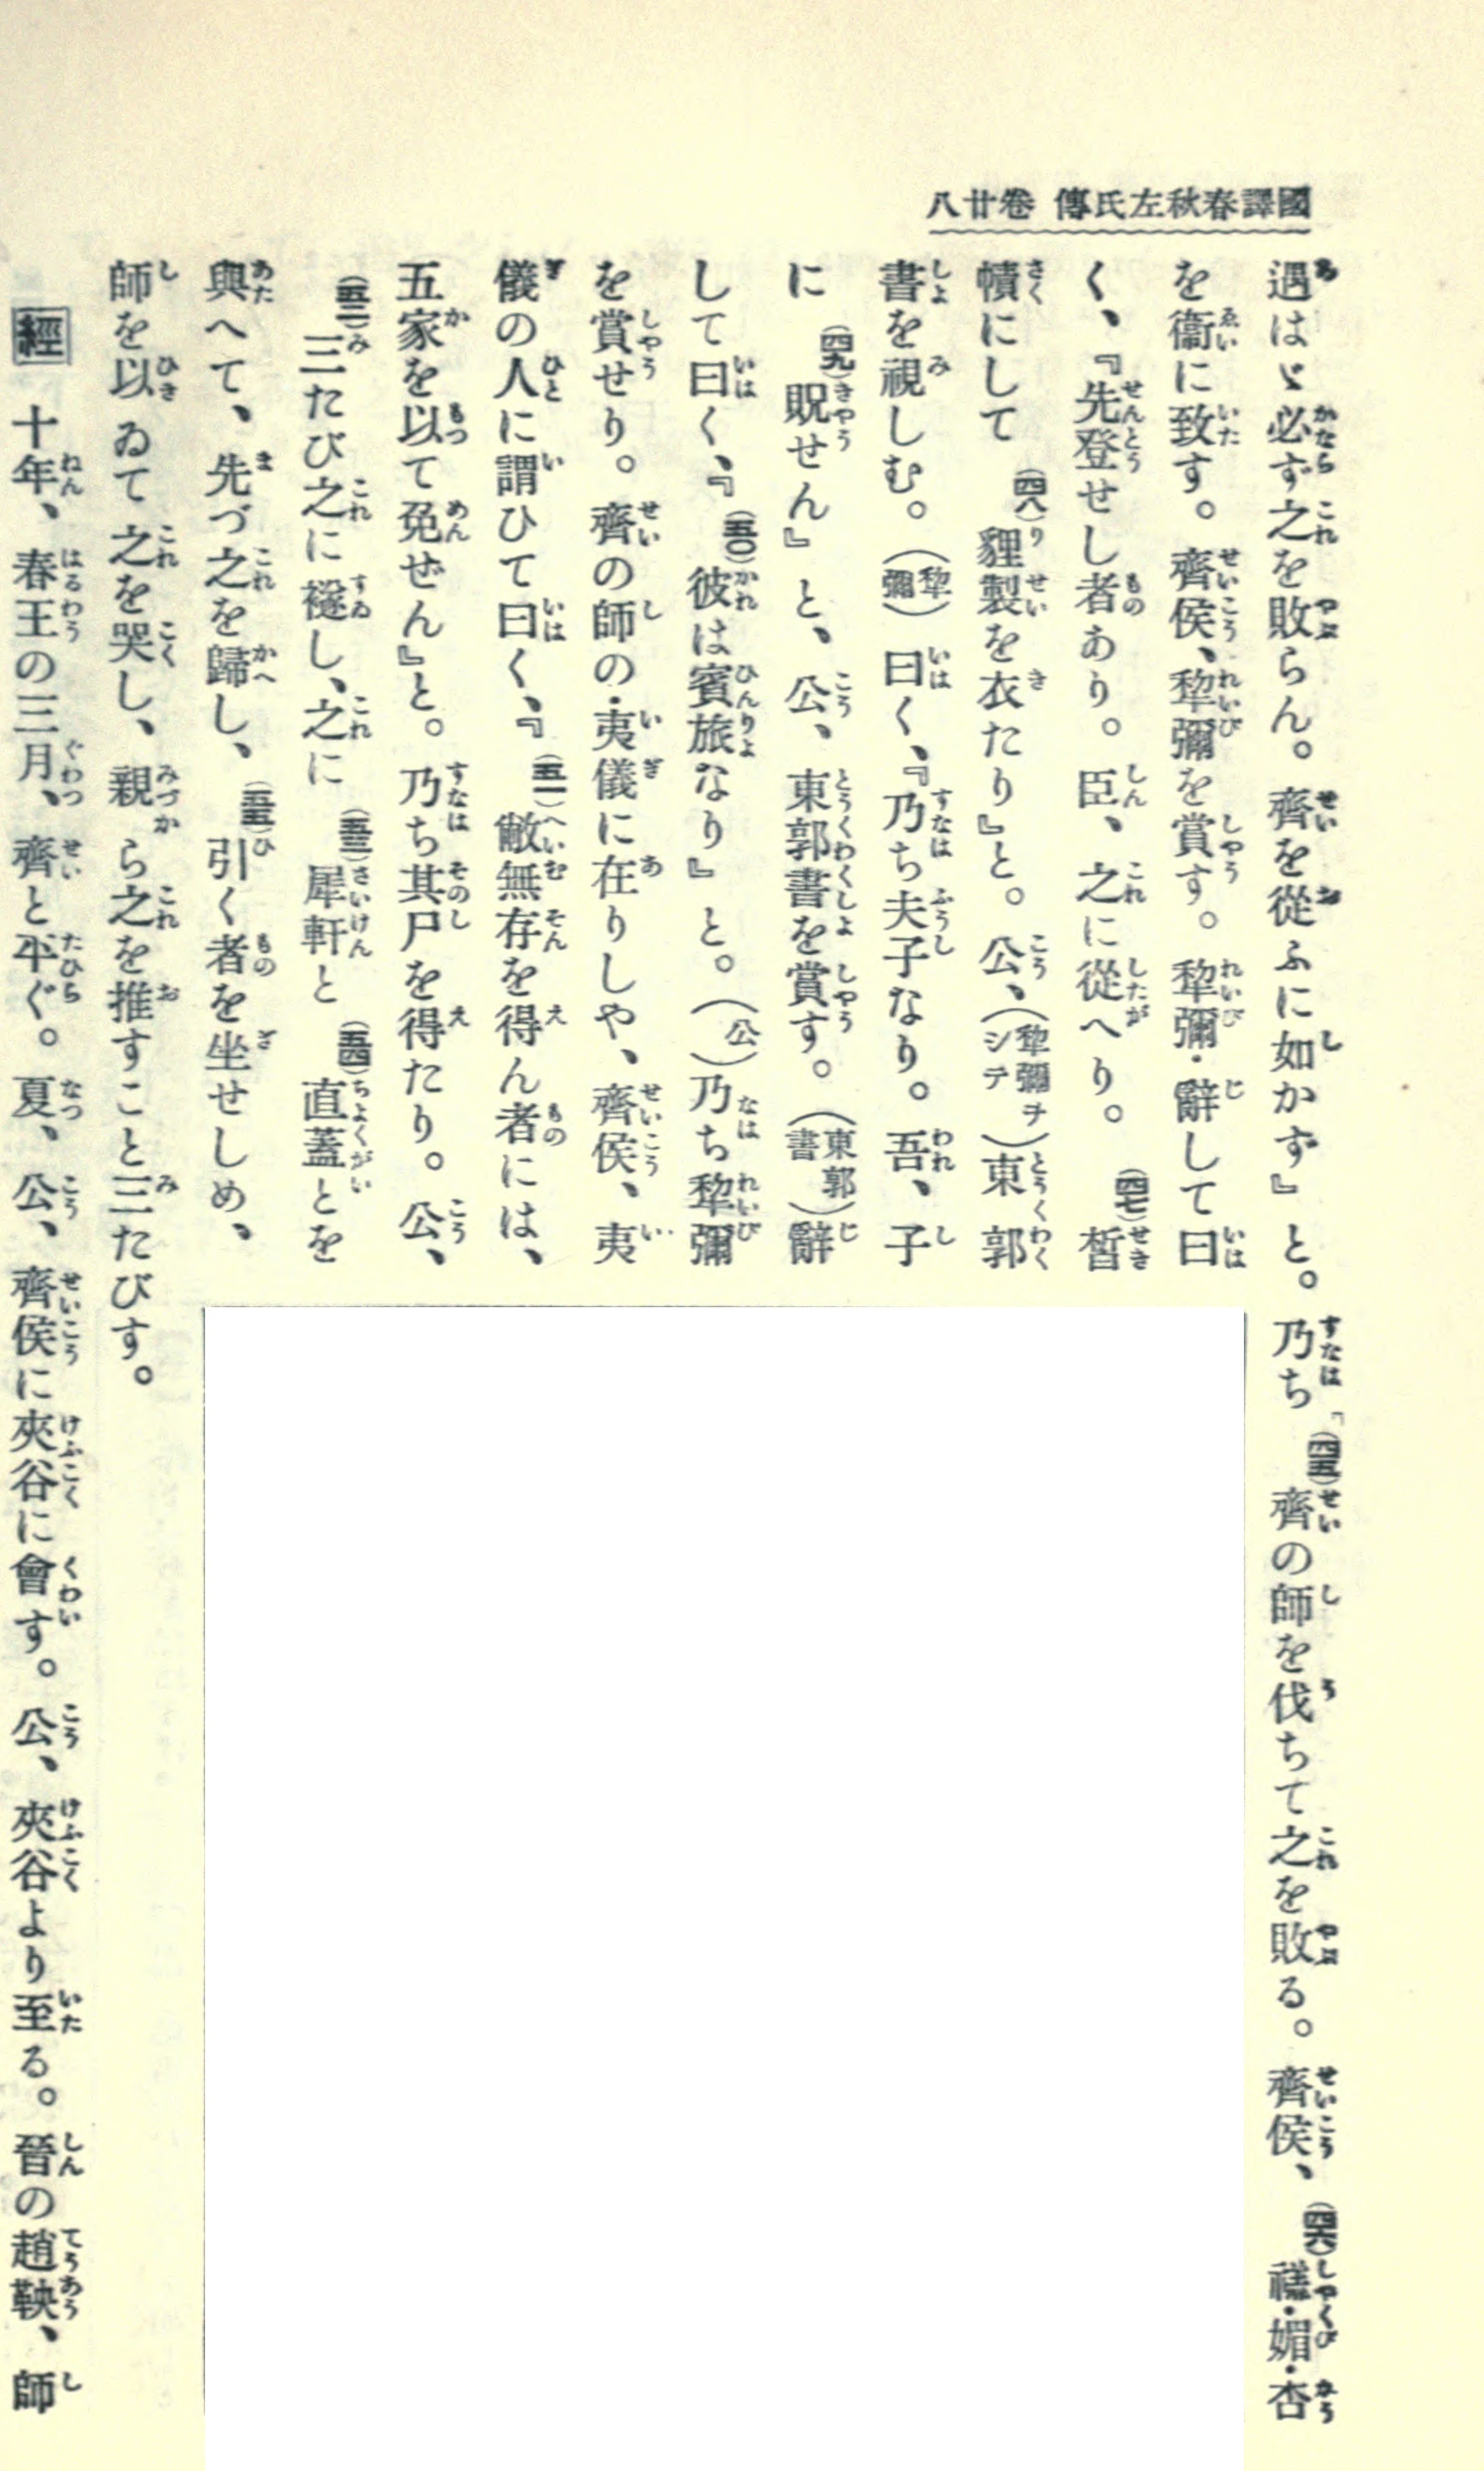 國譯春秋左氏傳 卷廿八
遇はゞ必ず之を敗らん。齊を從ふに如かず』と。乃ち「(四五)齊の師を伐ちて之を敗る。齊侯、(四六)禚・媚・杏
を衞に致す。齊侯、犂彌を賞す。犂彌・辭して曰
く、『先登せし者あり。臣、之に從へり。(四七)晳
幘にして(四八)貍製を衣たり』と。公、(犂彌ヲシテ)東郭
書を視しむ。(犂彌)曰く、『乃ち夫子なり。吾、子
に(四九)貺せん』と、公、東郭書を賞す。(東郭書)辭
して曰く、『(五〇)彼は賓旅なり』と。(公)乃ち犂彌
を賞せり。齊の師の・夷儀に在りしや、齊侯、夷
儀の人に謂ひて曰く、『(五一)敝無存を得ん者には、
五家を以て免ぜん』と。乃ち其尸を得たり。公、
(五二)三たび之に襚し、之に(五三)犀軒と(五四)直蓋とを
與へて、先づ之を歸し、(五五)引く者を坐せしめ、
師を以ゐて之を哭し、親ら之を推すこと三たびす。
經 十年、春王の三月、齊と平ぐ。夏、公、齊侯に夾谷に會す。公、夾谷より至る。晉の趙鞅、師